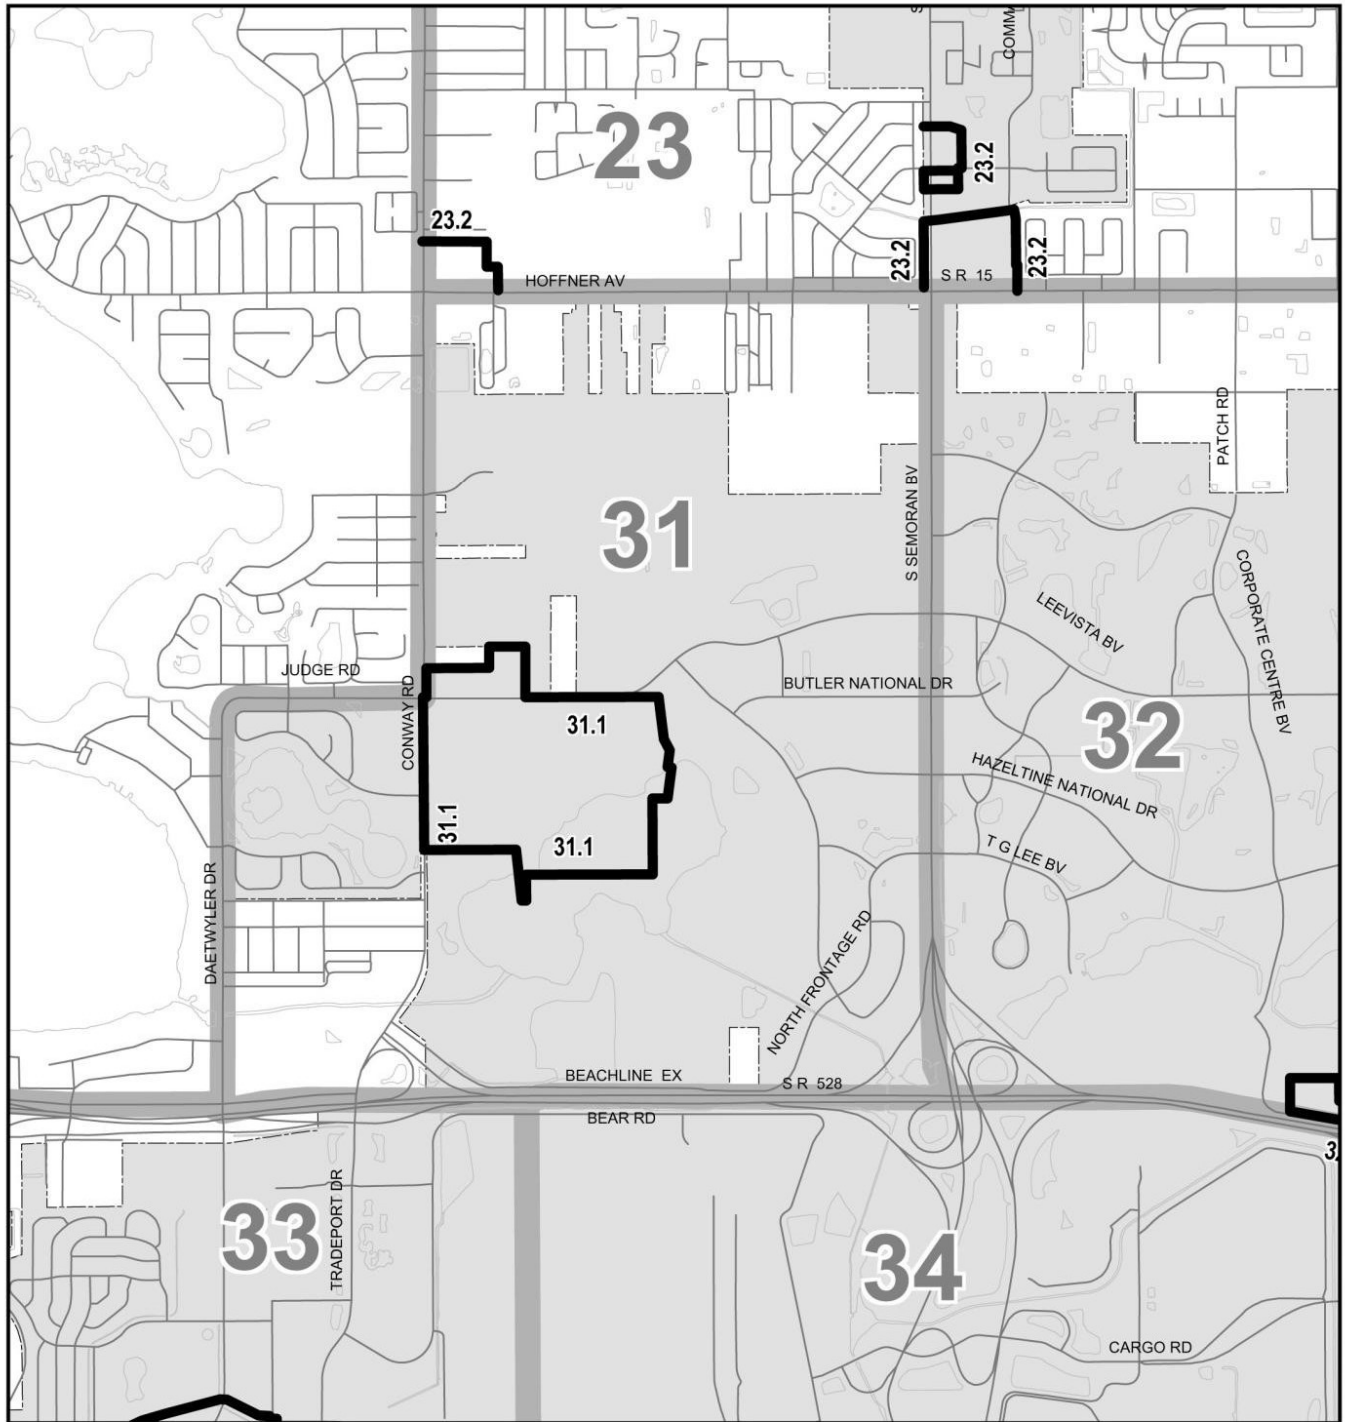 S
COMM
23
23.2
23.2
23.2
23.2
HOFFNER AV
S R 15
PATCH RD
31
S SEMORAN BV
CORPORATE CENTRE BV
LEEVISTA BV
JUDGE RD
CONWAY RD
BUTLER NATIONAL DR
31.1
32
HAZELTINE NATIONAL DR
31.1
31.1
T G LEE BV
DAETWYLER DR
NORTH FRONTAGE RD
BEACHLINE EX
S R 528
BEAR RD
TRADEPORT DR
33
34
CARGO RD